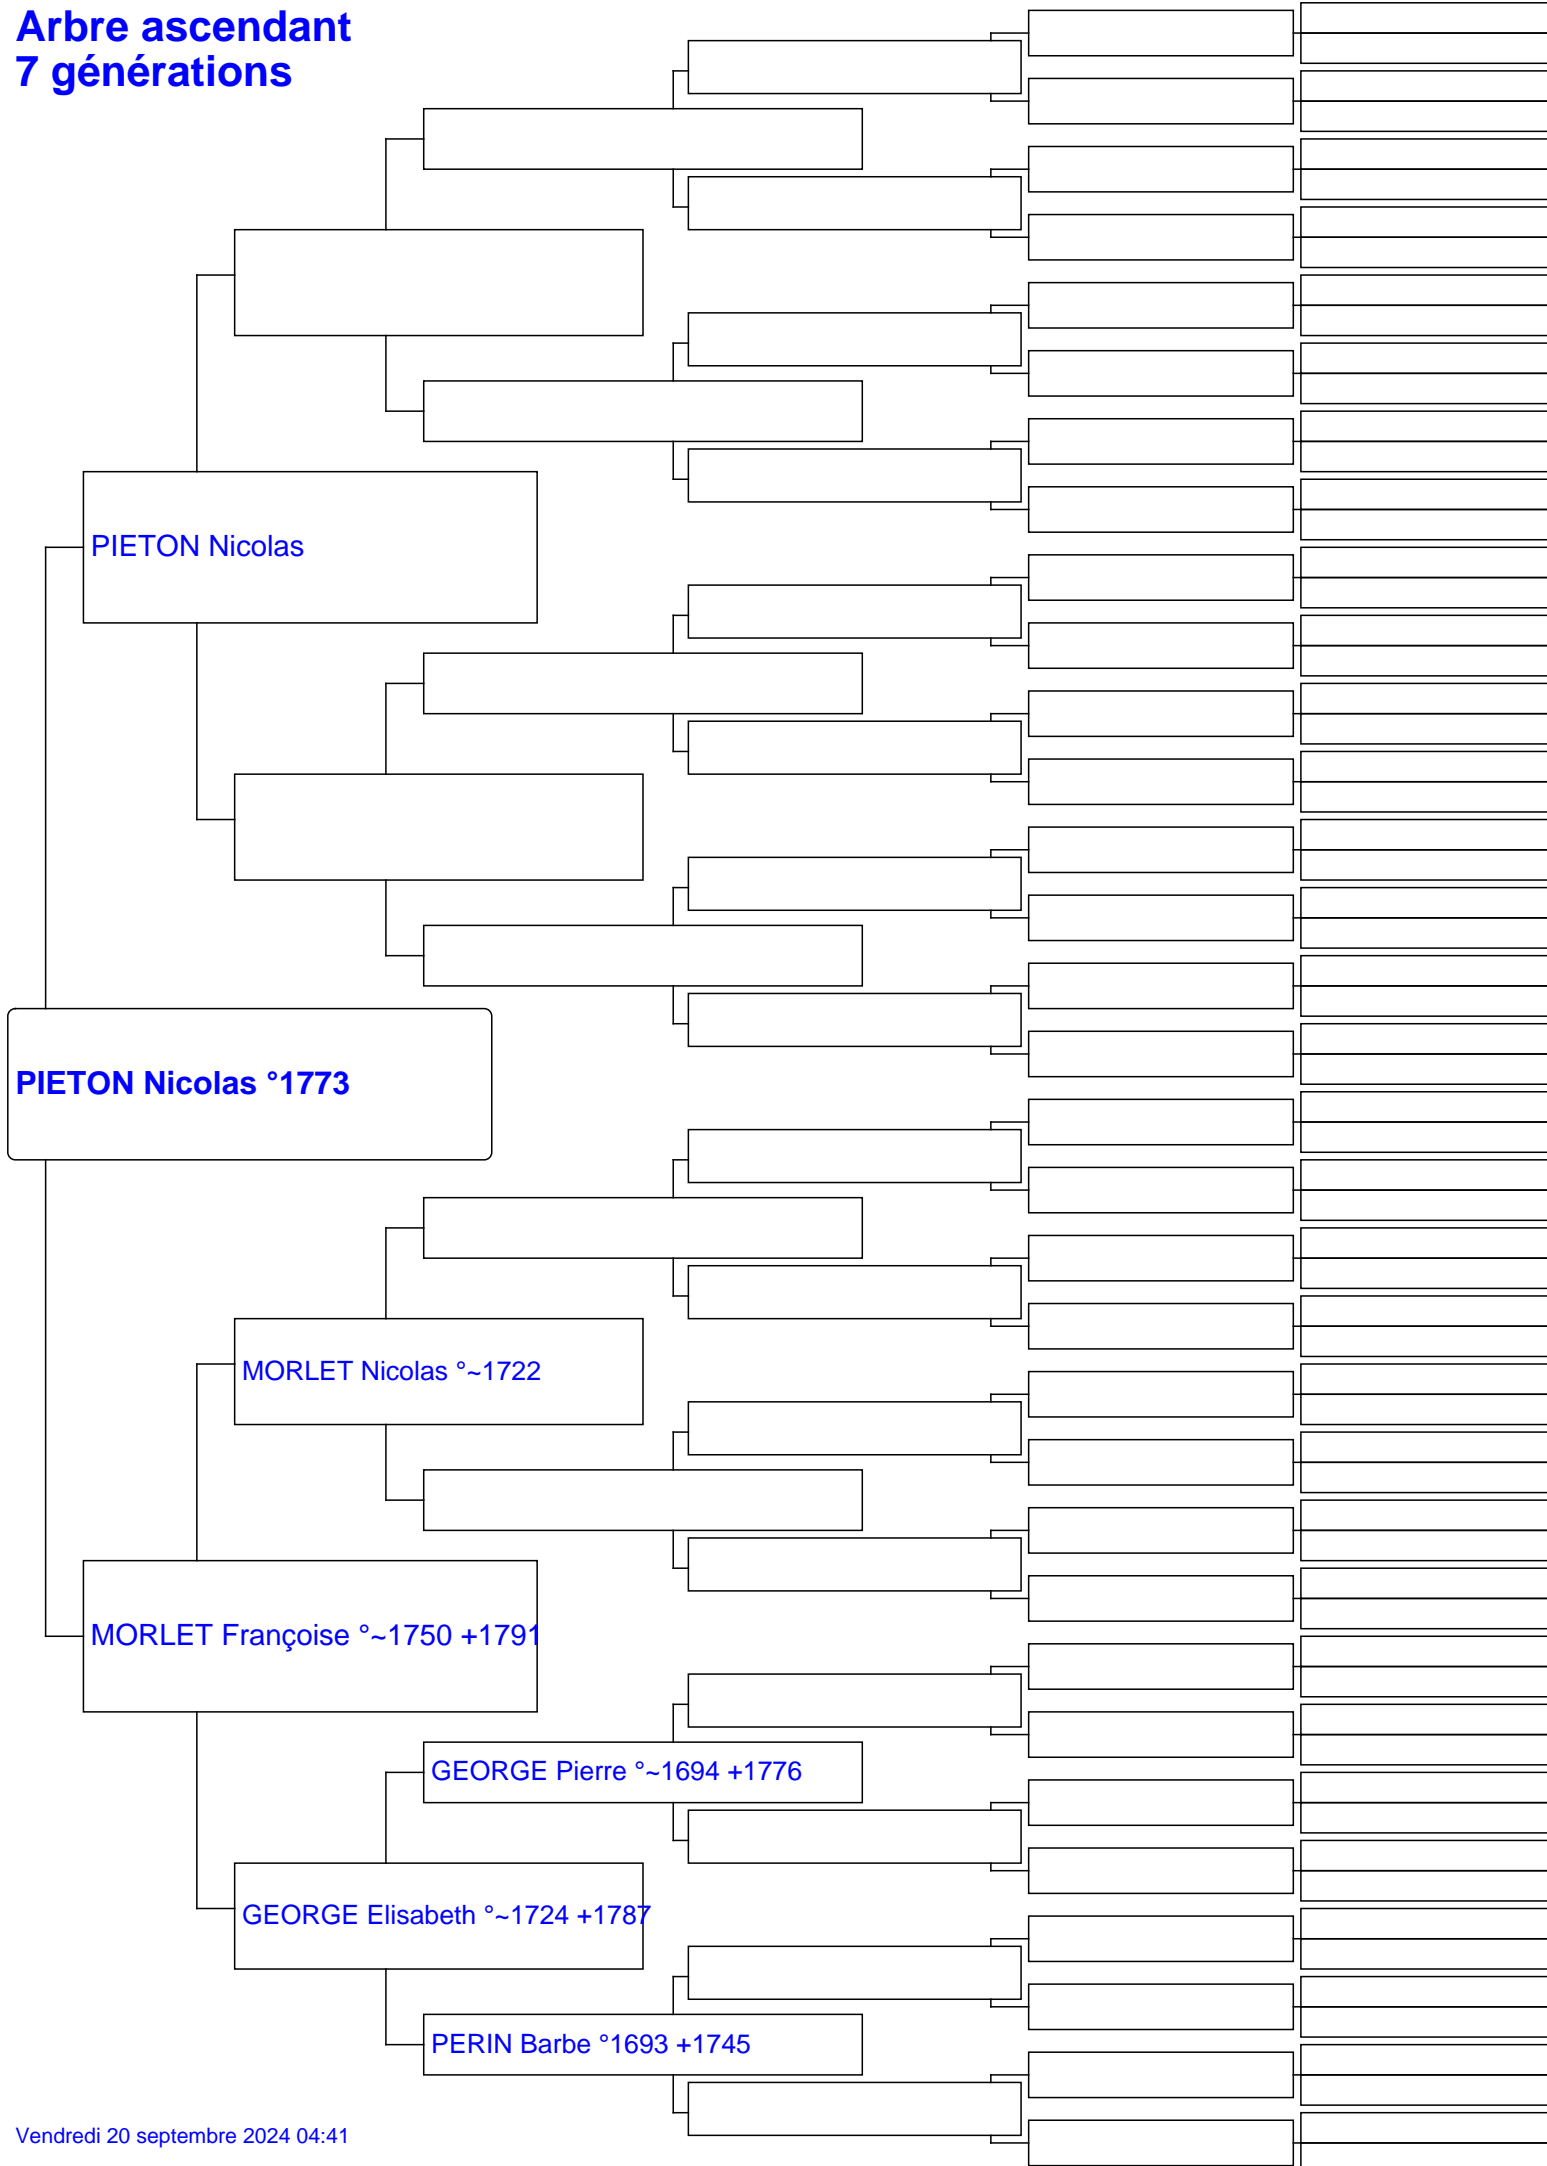 Arbre ascendant
7 générations
PIETON Nicolas
PIETON Nicolas °1773
MORLET Nicolas °~1722
MORLET Françoise °~1750 +1791
GEORGE Pierre °~1694 +1776
GEORGE Elisabeth °~1724 +1787
PERIN Barbe °1693 +1745
Vendredi 20 septembre 2024 04:41